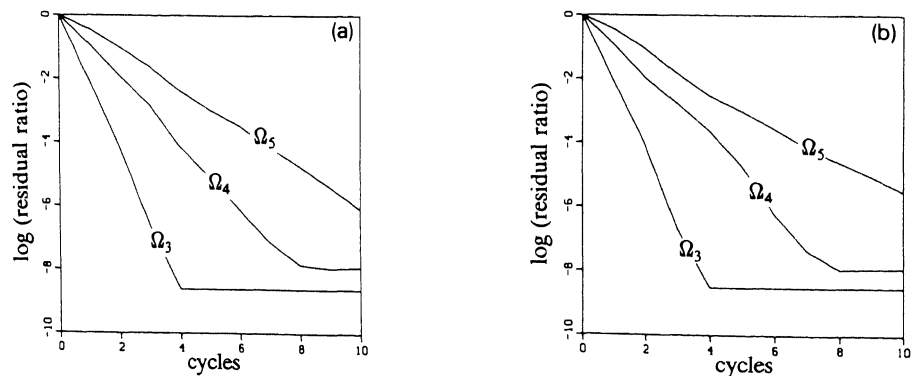 (a)
log (residual ratio)
0
-2
-4
-6
-8
-10
Ω5
Ω4
Ω3
0 2 4 6 8 10
cycles
(b)
log (residual ratio)
0
-2
-4
-6
-8
-10
Ω5
Ω4
Ω3
0 2 4 6 8 10
cycles